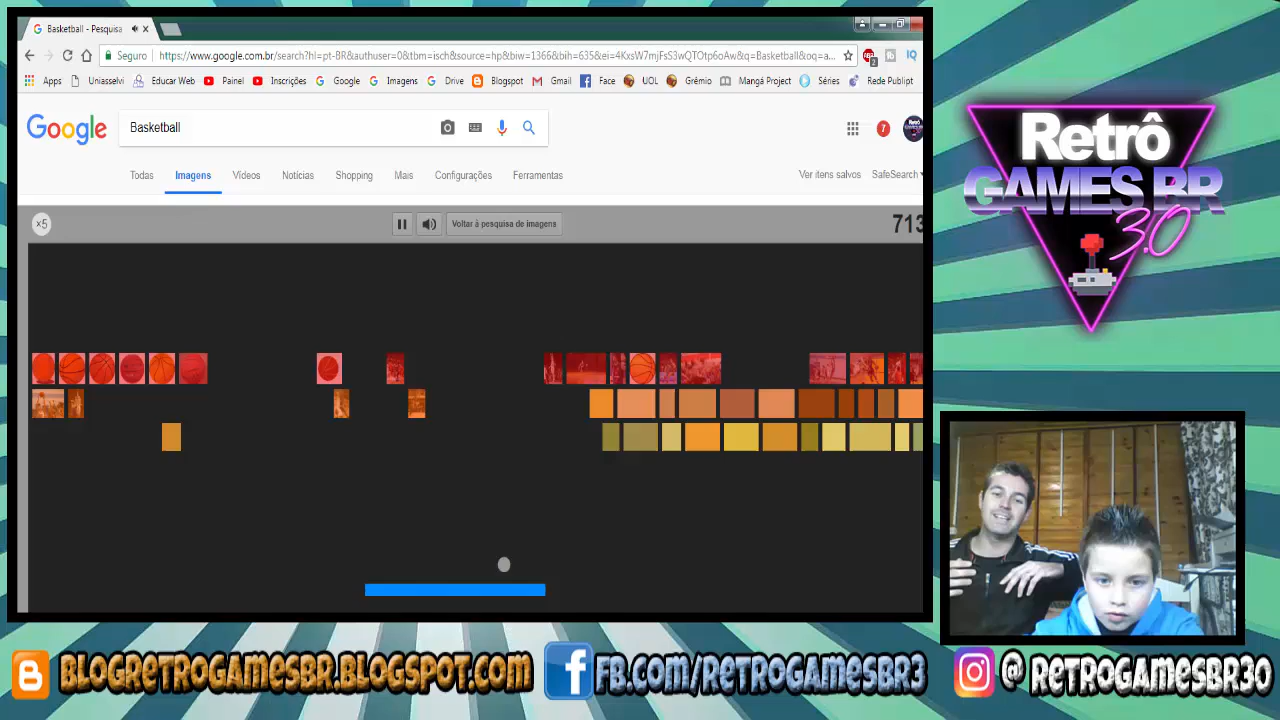 Basketball - Pesquisa
Seguro
https://www.google.com.br/search?hl=pt-BR&authuser=0&tbm=isch&source=hp&biw=1366&bih=635&ei=4KxsW7mjFsS3wQTOtp6oAw&q=Basketball&oq=a...
Apps Uniasselvi Educar Web Painel Inscrições Google Imagens Drive Blogspot Gmail Face UOL Grêmio Mangá Project Séries Rede Publipt
Google
Basketball
7
Todas Imagens Vídeos Notícias Shopping Mais Configurações Ferramentas Ver itens salvos SafeSearch
x5
Voltar à pesquisa de imagens
713
Retrô
GAMES BR
3.0
BLOGRETROGAMESBR.BLOGSPOT.COM
FB.COM/RETROGAMESBR3
@RETROGAMESBR30